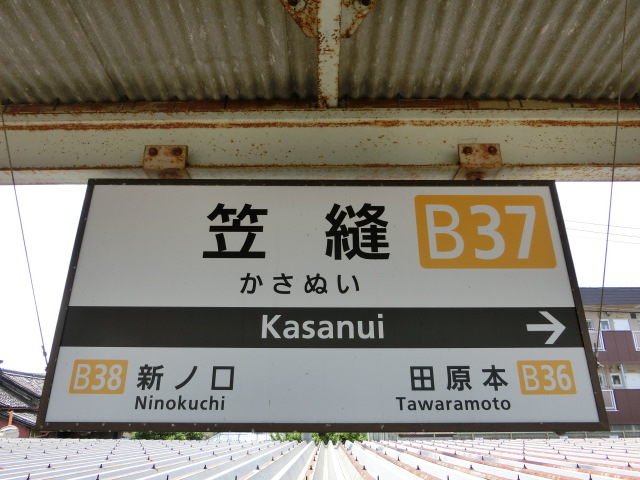 笠縫 B37
かさぬい
Kasanui →
B38 新ノ口 田原本 B36
Ninokuchi Tawaramoto